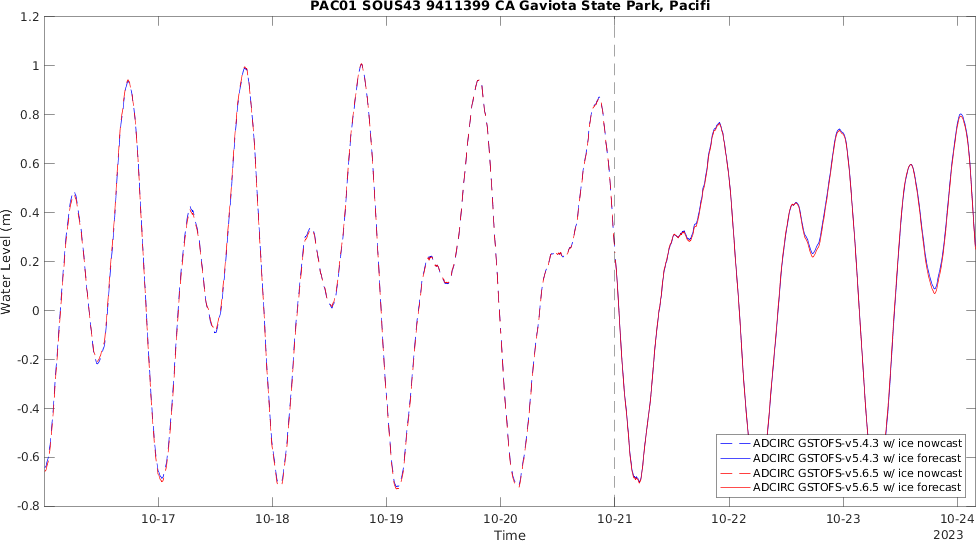 PAC01 SOUS43 9411399 CA Gaviota State Park, Pacifi
1.2
1
0.8
0.6
0.4
0.2
0
-0.2
-0.4
-0.6
-0.8
Water Level (m)
10-17
10-18
10-19
10-20
10-21
10-22
10-23
10-24
2023
Time
ADCIRC GSTOFS-v5.4.3 w/ ice nowcast
ADCIRC GSTOFS-v5.4.3 w/ ice forecast
ADCIRC GSTOFS-v5.6.5 w/ ice nowcast
ADCIRC GSTOFS-v5.6.5 w/ ice forecast